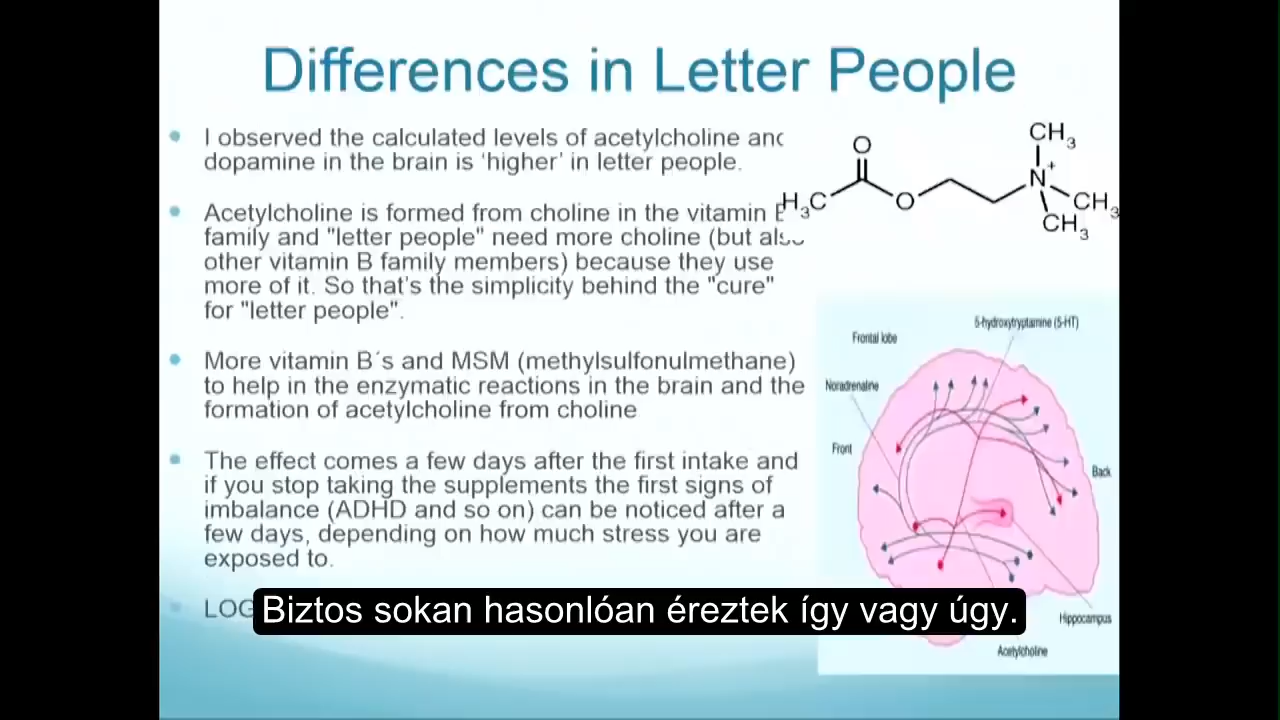 Differences in Letter People
I observed the calculated levels of acetylcholine and
dopamine in the brain is ‘higher’ in letter people.
Acetylcholine is formed from choline in the vitamin B
family and "letter people" need more choline (but also
other vitamin B family members) because they use
more of it. So that's the simplicity behind the "cure"
for "letter people".
More vitamin B´s and MSM (methylsulfonulmethane)
to help in the enzymatic reactions in the brain and the
formation of acetylcholine from choline
The effect comes a few days after the first intake and
if you stop taking the supplements the first signs of
imbalance (ADHD and so on) can be noticed after a
few days, depending on how much stress you are
exposed to.
LOG
CH3
O
N+
H3C
O
CH3
CH3
5-hydroxytryptamine (5-HT)
Frontal lobe
Noradrenaline
Front
Back
Hippocampus
Acetylcholine
Biztos sokan hasonlóan éreztek így vagy úgy.